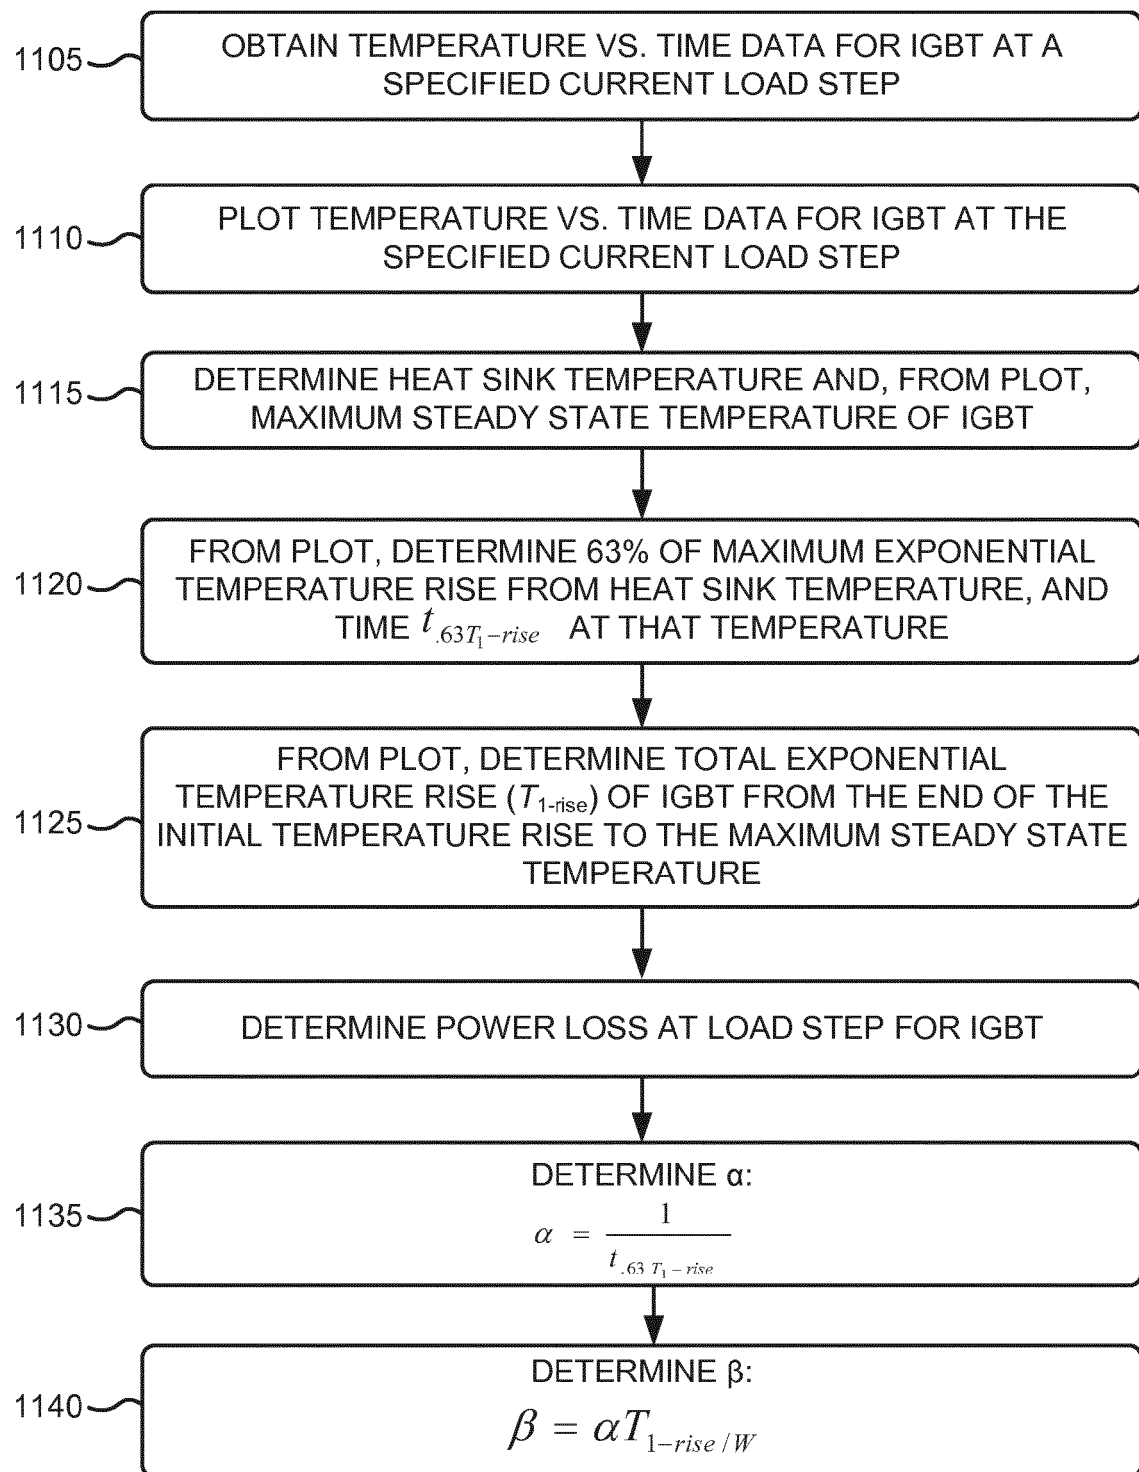 1105
OBTAIN TEMPERATURE VS. TIME DATA FOR IGBT AT A
SPECIFIED CURRENT LOAD STEP
1110
PLOT TEMPERATURE VS. TIME DATA FOR IGBT AT THE
SPECIFIED CURRENT LOAD STEP
1115
DETERMINE HEAT SINK TEMPERATURE AND, FROM PLOT,
MAXIMUM STEADY STATE TEMPERATURE OF IGBT
1120
FROM PLOT, DETERMINE 63% OF MAXIMUM EXPONENTIAL
TEMPERATURE RISE FROM HEAT SINK TEMPERATURE, AND
TIME t.63T1–rise AT THAT TEMPERATURE
1125
FROM PLOT, DETERMINE TOTAL EXPONENTIAL
TEMPERATURE RISE (T1-rise) OF IGBT FROM THE END OF THE
INITIAL TEMPERATURE RISE TO THE MAXIMUM STEADY STATE
TEMPERATURE
1130
DETERMINE POWER LOSS AT LOAD STEP FOR IGBT
1135
DETERMINE α:
α = 1 / t.63 T1 – rise
1140
DETERMINE β:
β = αT1–rise / W